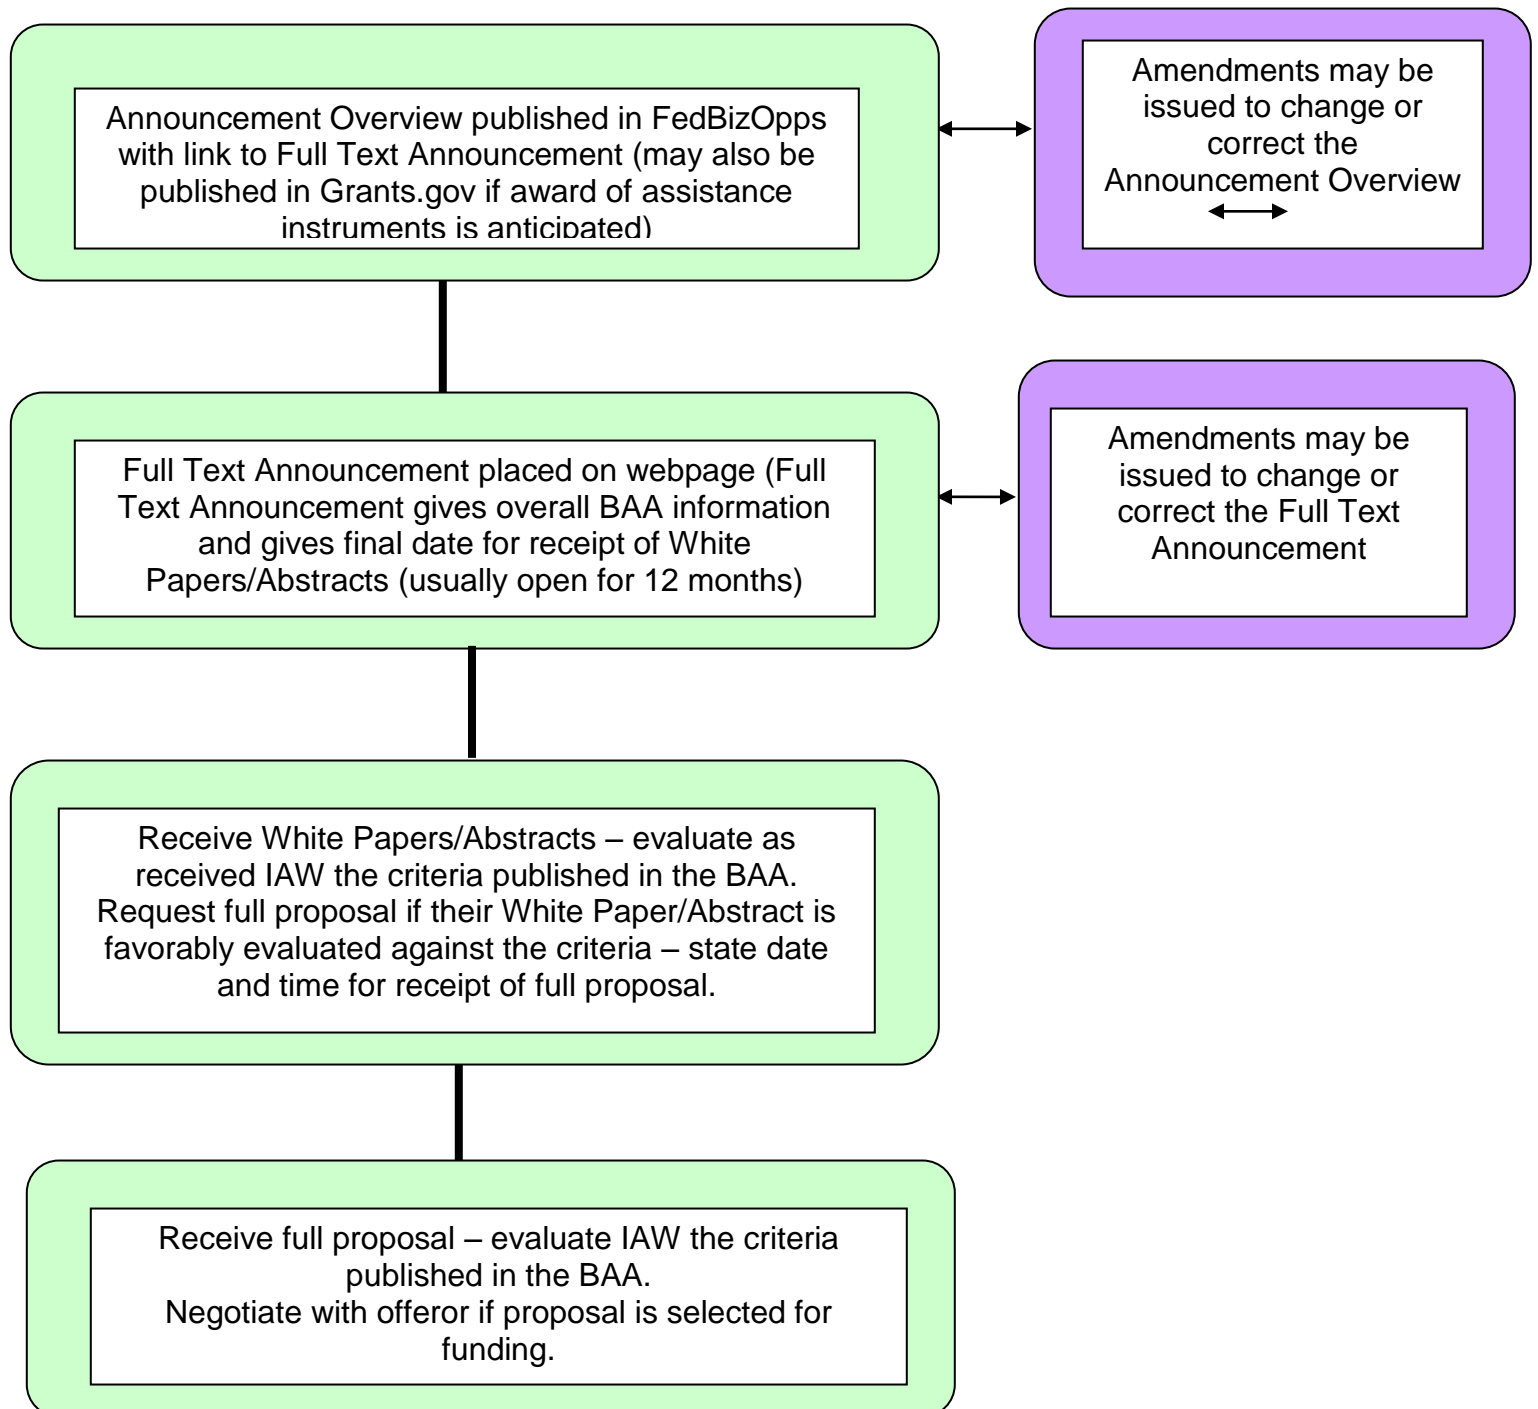 Announcement Overview published in FedBizOpps
with link to Full Text Announcement (may also be
published in Grants.gov if award of assistance
instruments is anticipated)
Amendments may be
issued to change or
correct the
Announcement Overview
Full Text Announcement placed on webpage (Full
Text Announcement gives overall BAA information
and gives final date for receipt of White
Papers/Abstracts (usually open for 12 months)
Amendments may be
issued to change or
correct the Full Text
Announcement
Receive White Papers/Abstracts – evaluate as
received IAW the criteria published in the BAA.
Request full proposal if their White Paper/Abstract is
favorably evaluated against the criteria – state date
and time for receipt of full proposal.
Receive full proposal – evaluate IAW the criteria
published in the BAA.
Negotiate with offeror if proposal is selected for
funding.